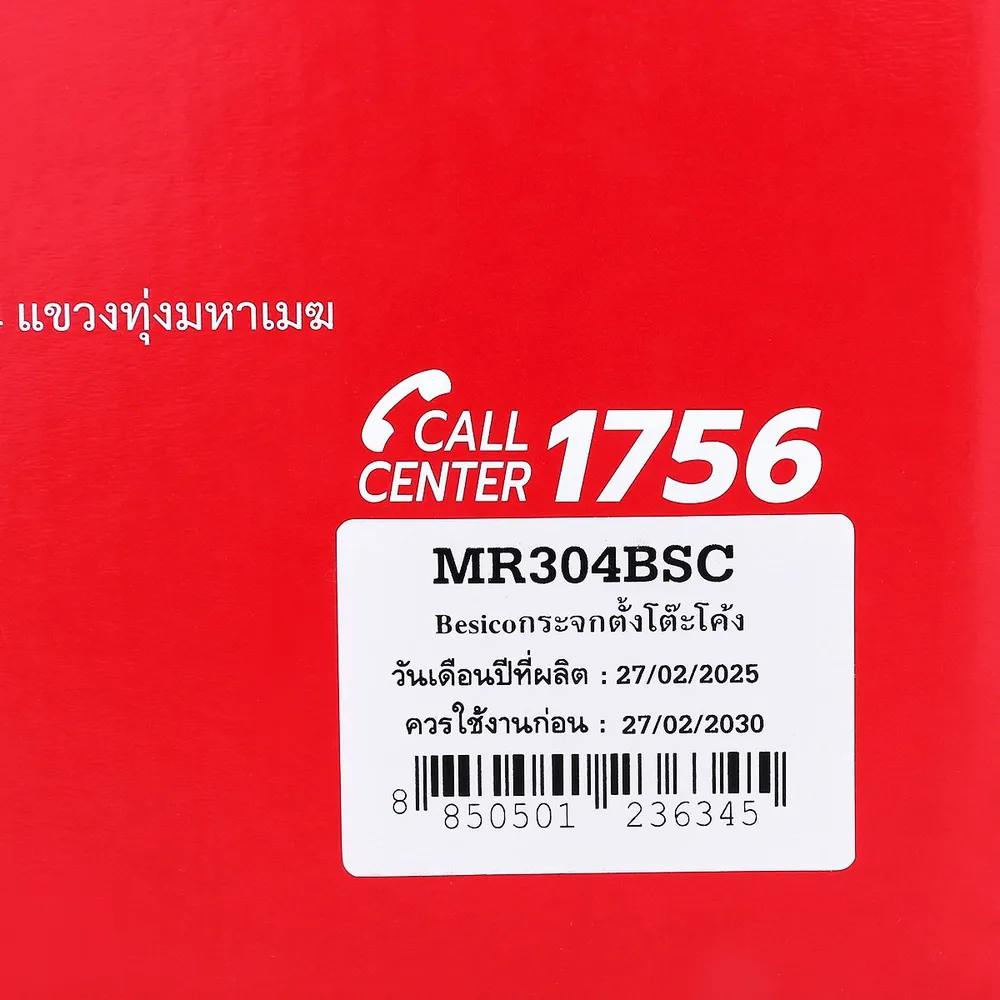 แขวงทุ่งมหาเมฆ
CALL
CENTER 1756
MR304BSC
Besicoกระจกตั้งโต๊ะโค้ง
วันเดือนปีที่ผลิต : 27/02/2025
ควรใช้งานก่อน : 27/02/2030
8 850501 236345